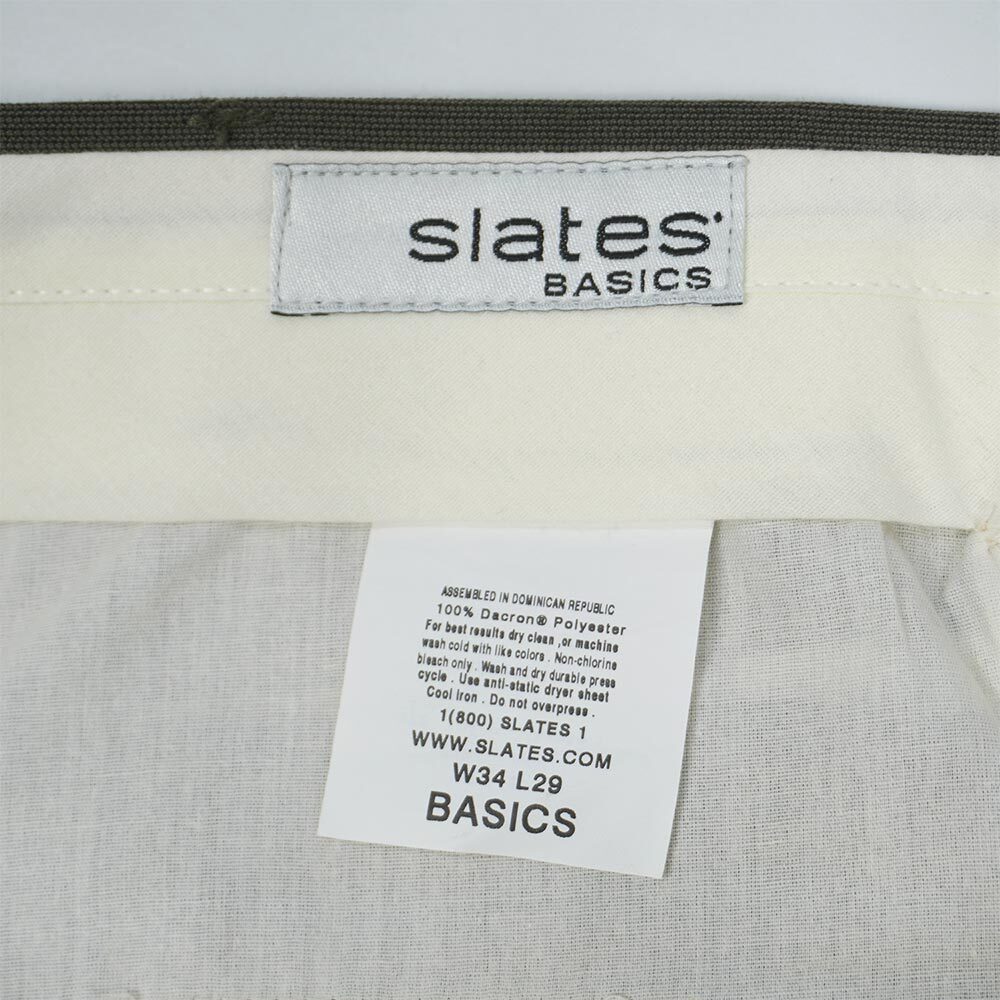 slates
BASICS
ASSEMBLED IN DOMINICAN REPUBLIC
100% Dacron® Polyester
For best results dry clean ,or machine
wash cold with like colors . Non-chlorine
bleach only . Wash and dry durable press
cycle . Use anti-static dryer sheet
Cool iron . Do not overpress .
1(800) SLATES 1
WWW.SLATES.COM
W34 L29
BASICS